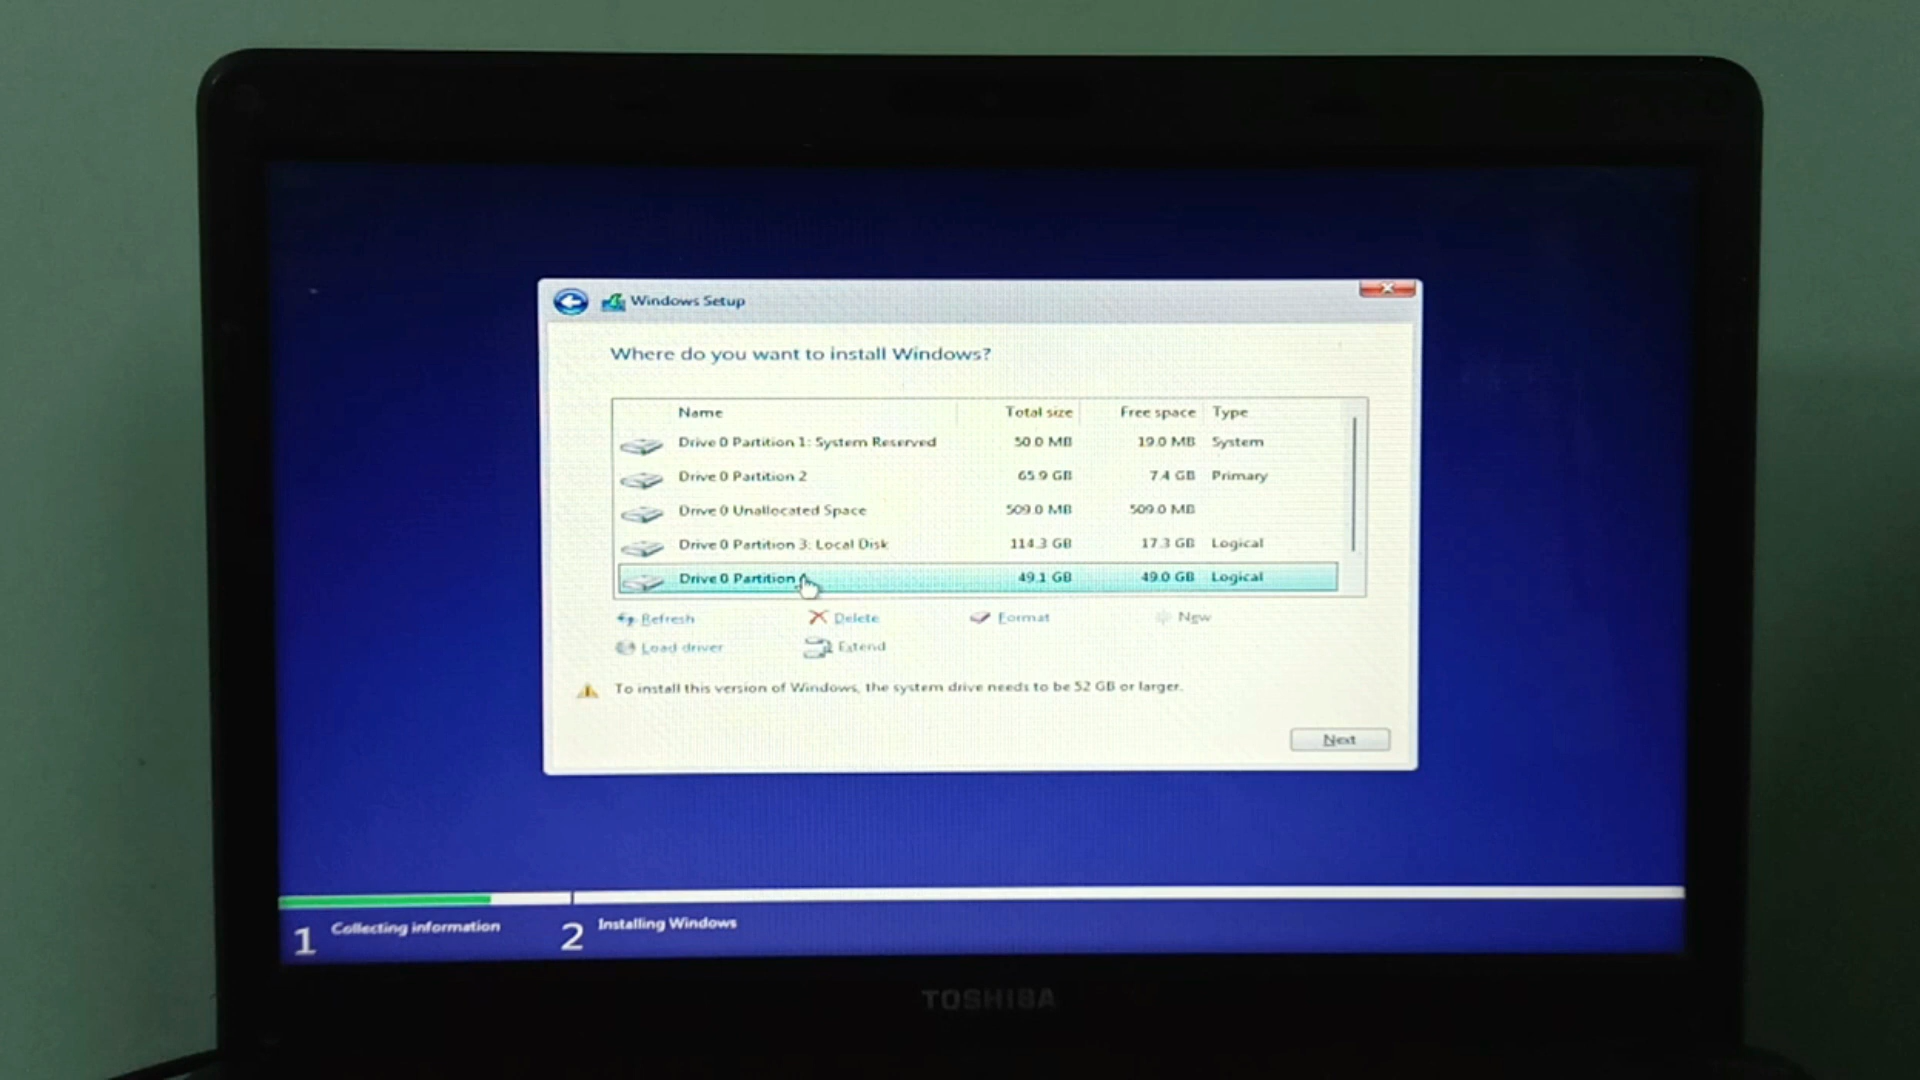 Windows Setup
Where do you want to install Windows?
Name Total size Free space Type
Drive 0 Partition 1: System Reserved 50.0 MB 19.0 MB System
Drive 0 Partition 2 65.9 GB 7.4 GB Primary
Drive 0 Unallocated Space 509.0 MB 509.0 MB
Drive 0 Partition 3: Local Disk 114.3 GB 17.3 GB Logical
Drive 0 Partition 49.1 GB 49.0 GB Logical
Refresh Delete Format New
Load driver Extend
To install this version of Windows, the system drive needs to be 52 GB or larger.
Next
1 Collecting information 2 Installing Windows
TOSHIBA